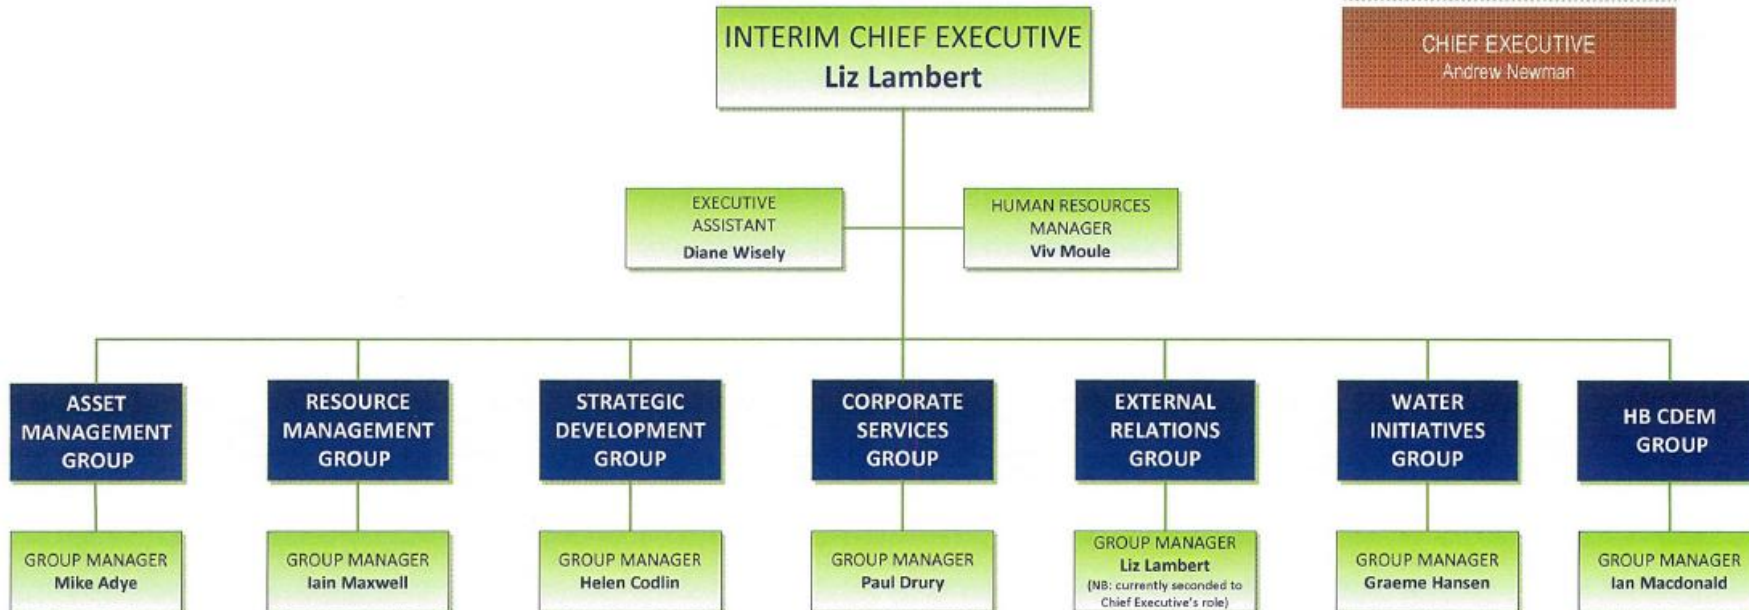 INTERIM CHIEF EXECUTIVE
Liz Lambert
CHIEF EXECUTIVE
Andrew Newman
EXECUTIVE
ASSISTANT
Diane Wisely
HUMAN RESOURCES
MANAGER
Viv Moule
ASSET
MANAGEMENT
GROUP
RESOURCE
MANAGEMENT
GROUP
STRATEGIC
DEVELOPMENT
GROUP
CORPORATE
SERVICES
GROUP
EXTERNAL
RELATIONS
GROUP
WATER
INITIATIVES
GROUP
HB CDEM
GROUP
GROUP MANAGER
Mike Adye
GROUP MANAGER
Iain Maxwell
GROUP MANAGER
Helen Codlin
GROUP MANAGER
Paul Drury
GROUP MANAGER
Liz Lambert
(NB: currently seconded to
Chief Executive's role)
GROUP MANAGER
Graeme Hansen
GROUP MANAGER
Ian Macdonald